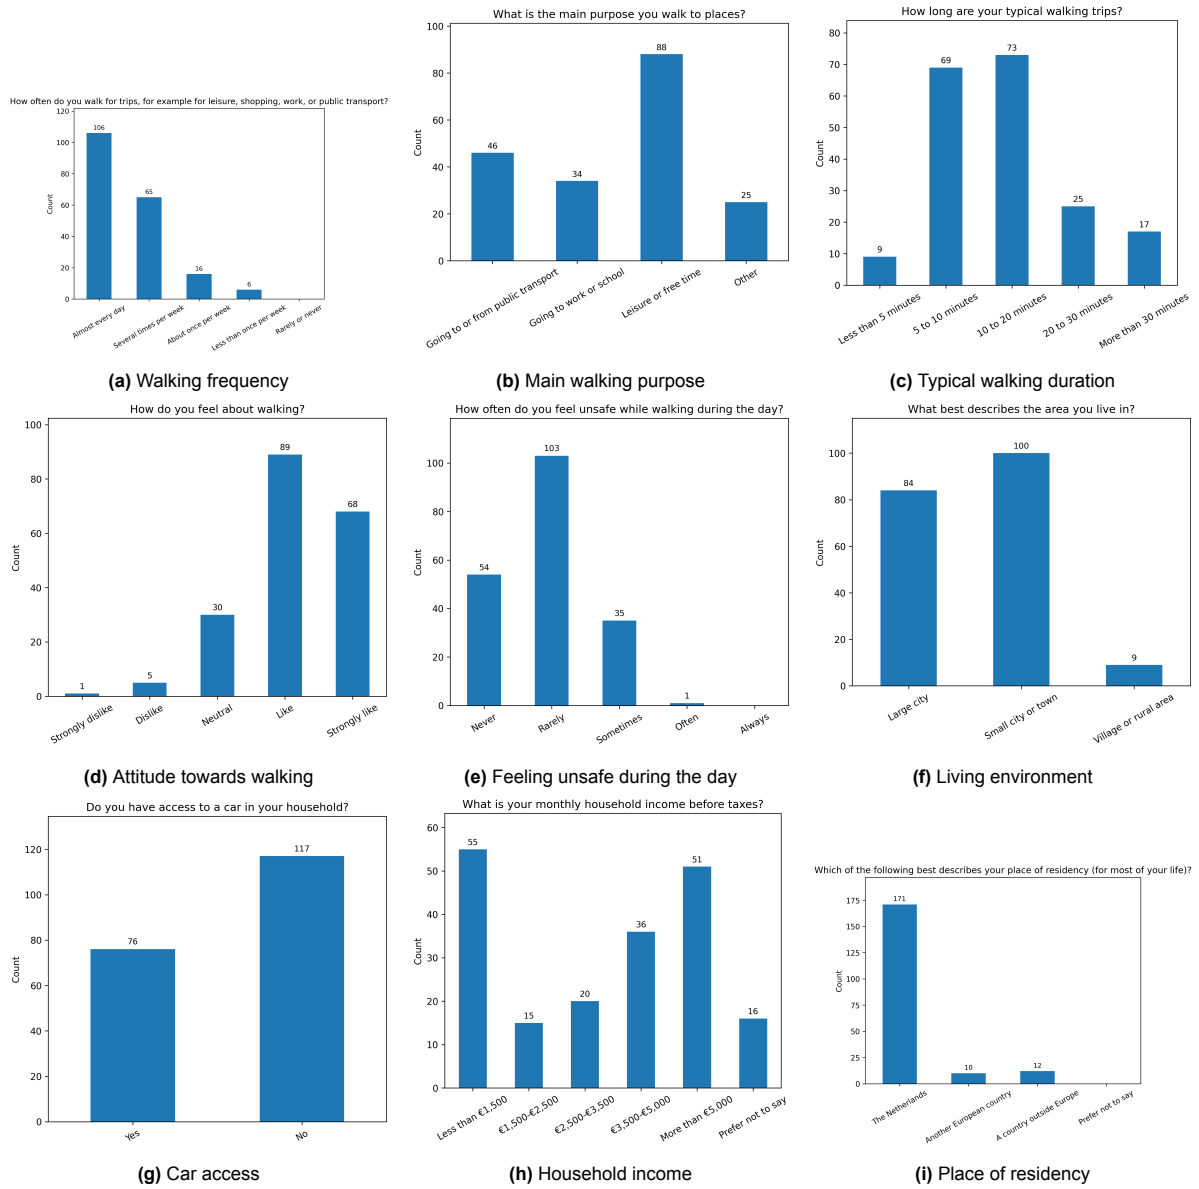 How often do you walk for trips, for example for leisure, shopping, work, or public transport?
Count
120
100
80
60
40
20
0
106
65
16
6
Almost every day
Several times per week
About once per week
Less than once per week
Rarely or never
(a) Walking frequency
What is the main purpose you walk to places?
Count
100
80
60
40
20
0
46
34
88
25
Going to or from public transport
Going to work or school
Leisure or free time
Other
(b) Main walking purpose
How long are your typical walking trips?
Count
80
70
60
50
40
30
20
10
0
9
69
73
25
17
Less than 5 minutes
5 to 10 minutes
10 to 20 minutes
20 to 30 minutes
More than 30 minutes
(c) Typical walking duration
How do you feel about walking?
Count
100
80
60
40
20
0
1
5
30
89
68
Strongly dislike
Dislike
Neutral
Like
Strongly like
(d) Attitude towards walking
How often do you feel unsafe while walking during the day?
Count
100
80
60
40
20
0
54
103
35
1
Never
Rarely
Sometimes
Often
Always
(e) Feeling unsafe during the day
What best describes the area you live in?
Count
100
80
60
40
20
0
84
100
9
Large city
Small city or town
Village or rural area
(f) Living environment
Do you have access to a car in your household?
Count
120
100
80
60
40
20
0
76
117
Yes
No
(g) Car access
What is your monthly household income before taxes?
Count
60
50
40
30
20
10
0
55
15
20
36
51
16
Less than €1,500
€1,500-€2,500
€2,500-€3,500
€3,500-€5,000
More than €5,000
Prefer not to say
(h) Household income
Which of the following best describes your place of residency (for most of your life)?
Count
175
150
125
100
75
50
25
0
171
10
12
The Netherlands
Another European country
A country outside Europe
Prefer not to say
(i) Place of residency